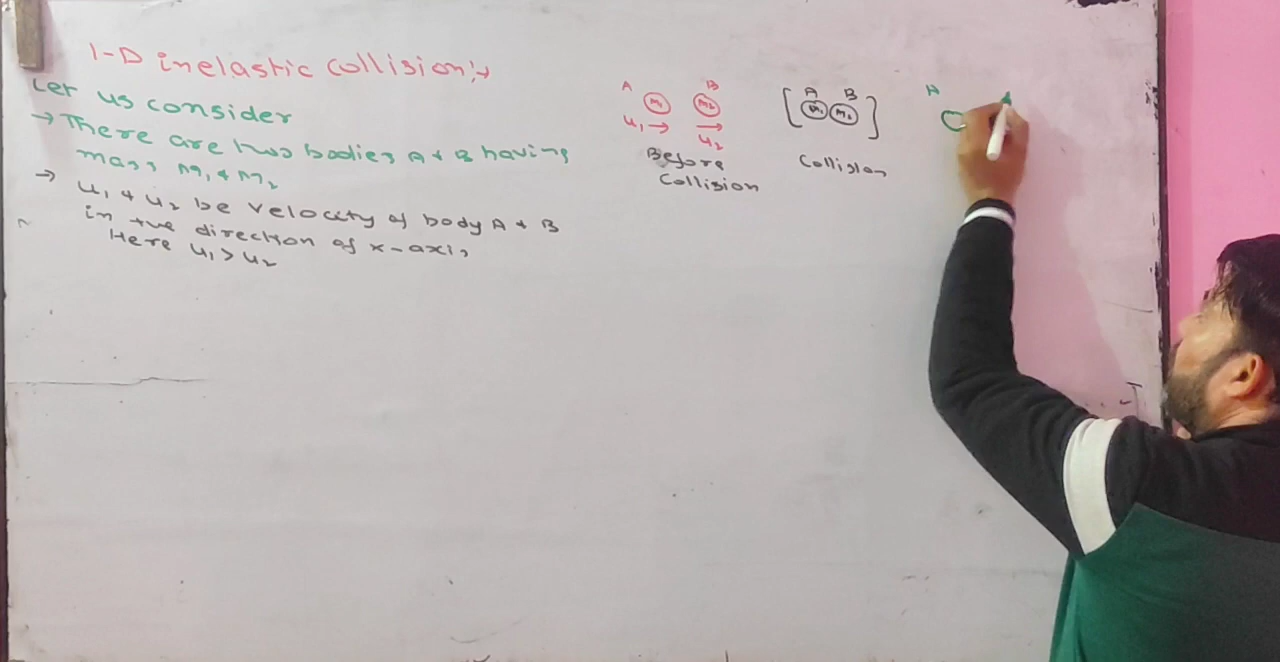 1-D inelastic collision:→
Let us consider
→ There are two bodies A & B having
mass m₁ & m₂
→ u₁ & u₂ be velocity of body A & B
in +ve direction of x-axis
Here u₁ > u₂
A B
m₁ m₂
u₁ → →
u₂
Before
Collision
A B
[ m₁ m₂ ]
Collision
A